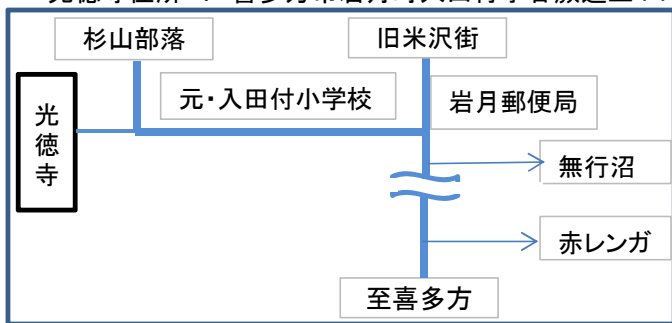 杉山部落
旧米沢街
元・入田付小学校
岩月郵便局
光徳寺
無行沼
赤レンガ
至喜多方